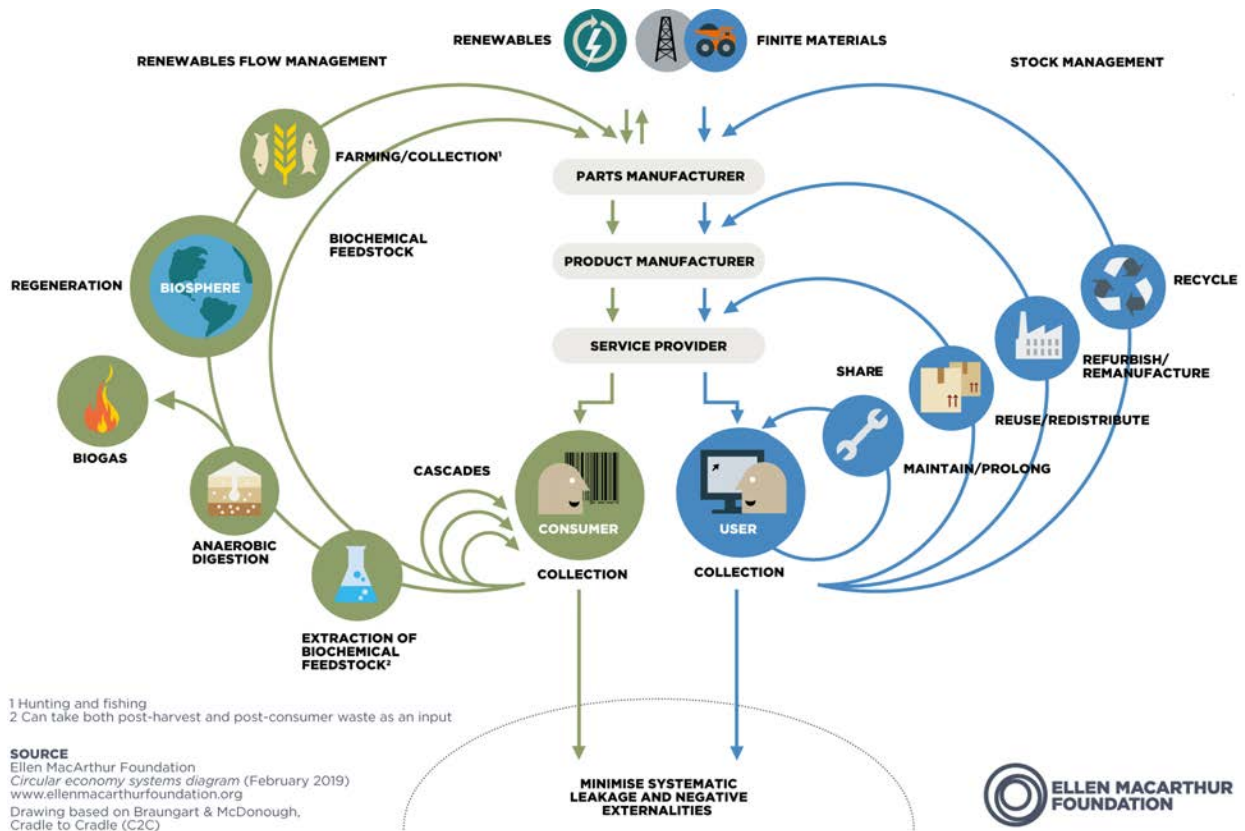 RENEWABLES
FINITE MATERIALS
RENEWABLES FLOW MANAGEMENT
STOCK MANAGEMENT
FARMING/COLLECTION¹
PARTS MANUFACTURER
BIOCHEMICAL
FEEDSTOCK
PRODUCT MANUFACTURER
REGENERATION
BIOSPHERE
RECYCLE
SERVICE PROVIDER
SHARE
REFURBISH/
REMANUFACTURE
REUSE/REDISTRIBUTE
BIOGAS
CASCADES
MAINTAIN/PROLONG
CONSUMER
USER
ANAEROBIC
DIGESTION
COLLECTION
COLLECTION
EXTRACTION OF
BIOCHEMICAL
FEEDSTOCK²
1 Hunting and fishing
2 Can take both post-harvest and post-consumer waste as an input
SOURCE
Ellen MacArthur Foundation
Circular economy systems diagram (February 2019)
www.ellenmacarthurfoundation.org
Drawing based on Braungart & McDonough,
Cradle to Cradle (C2C)
MINIMISE SYSTEMATIC
LEAKAGE AND NEGATIVE
EXTERNALITIES
ELLEN MACARTHUR
FOUNDATION